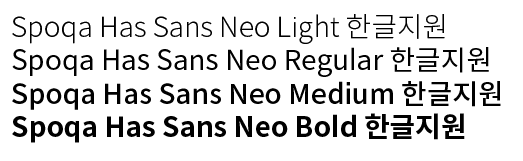 Spoqa Has Sans Neo Light 한글지원
Spoqa Has Sans Neo Regular 한글지원
Spoqa Has Sans Neo Medium 한글지원
Spoqa Has Sans Neo Bold 한글지원